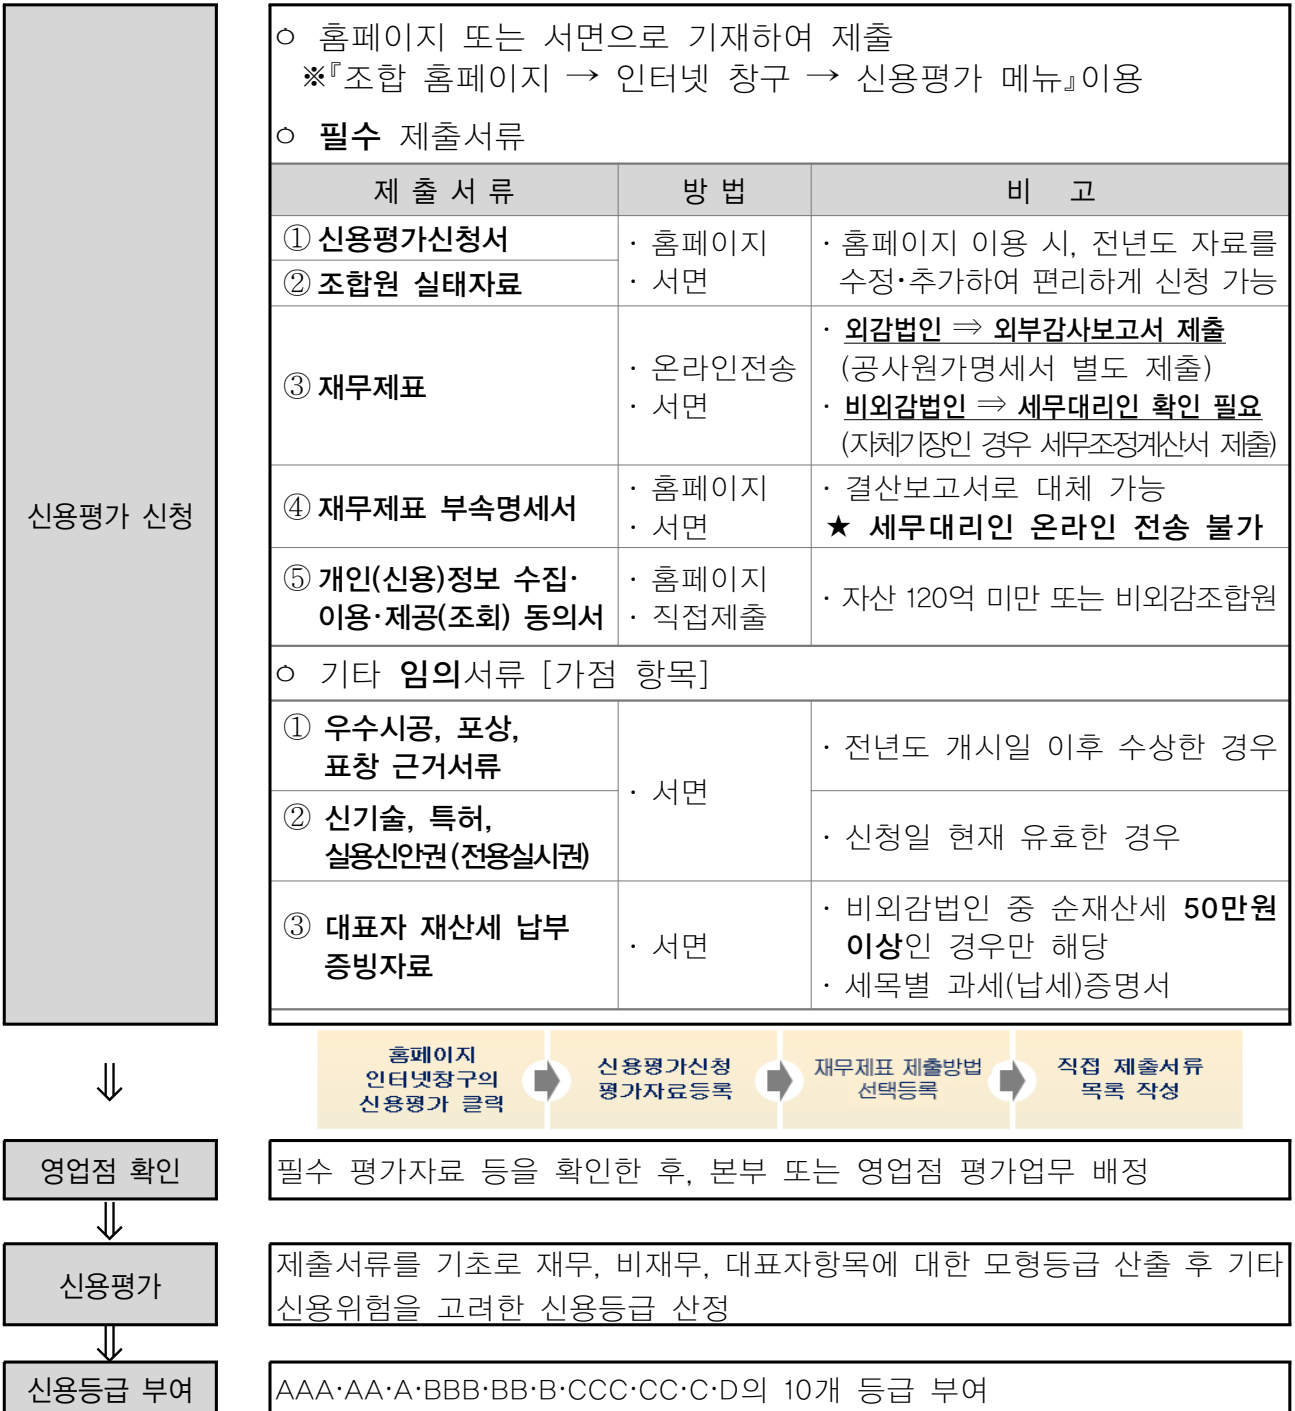 신용평가 신청
ㅇ 홈페이지 또는 서면으로 기재하여 제출
※『조합 홈페이지 → 인터넷 창구 → 신용평가 메뉴』이용
ㅇ 필수 제출서류
제 출 서 류 방 법 비 고
① 신용평가신청서
② 조합원 실태자료
· 홈페이지
· 서면
· 홈페이지 이용 시, 전년도 자료를
수정·추가하여 편리하게 신청 가능
③ 재무제표
· 온라인전송
· 서면
· 외감법인 ⇒ 외부감사보고서 제출
(공사원가명세서 별도 제출)
· 비외감법인 ⇒ 세무대리인 확인 필요
(자체기장인 경우 세무조정계산서 제출)
④ 재무제표 부속명세서
· 홈페이지
· 서면
· 결산보고서로 대체 가능
★ 세무대리인 온라인 전송 불가
⑤ 개인(신용)정보 수집·
이용·제공(조회) 동의서
· 홈페이지
· 직접제출
· 자산 120억 미만 또는 비외감조합원
ㅇ 기타 임의서류 [가점 항목]
① 우수시공, 포상,
표창 근거서류
· 서면
· 전년도 개시일 이후 수상한 경우
② 신기술, 특허,
실용신안권(전용실시권)
· 신청일 현재 유효한 경우
③ 대표자 재산세 납부
증빙자료
· 서면
· 비외감법인 중 순재산세 50만원
이상인 경우만 해당
· 세목별 과세(납세)증명서
⇓
홈페이지
인터넷창구의
신용평가 클릭
신용평가신청
평가자료등록
재무제표 제출방법
선택등록
직접 제출서류
목록 작성
영업점 확인
필수 평가자료 등을 확인한 후, 본부 또는 영업점 평가업무 배정
⇓
신용평가
제출서류를 기초로 재무, 비재무, 대표자항목에 대한 모형등급 산출 후 기타
신용위험을 고려한 신용등급 산정
⇓
신용등급 부여
AAA·AA·A·BBB·BB·B·CCC·CC·C·D의 10개 등급 부여